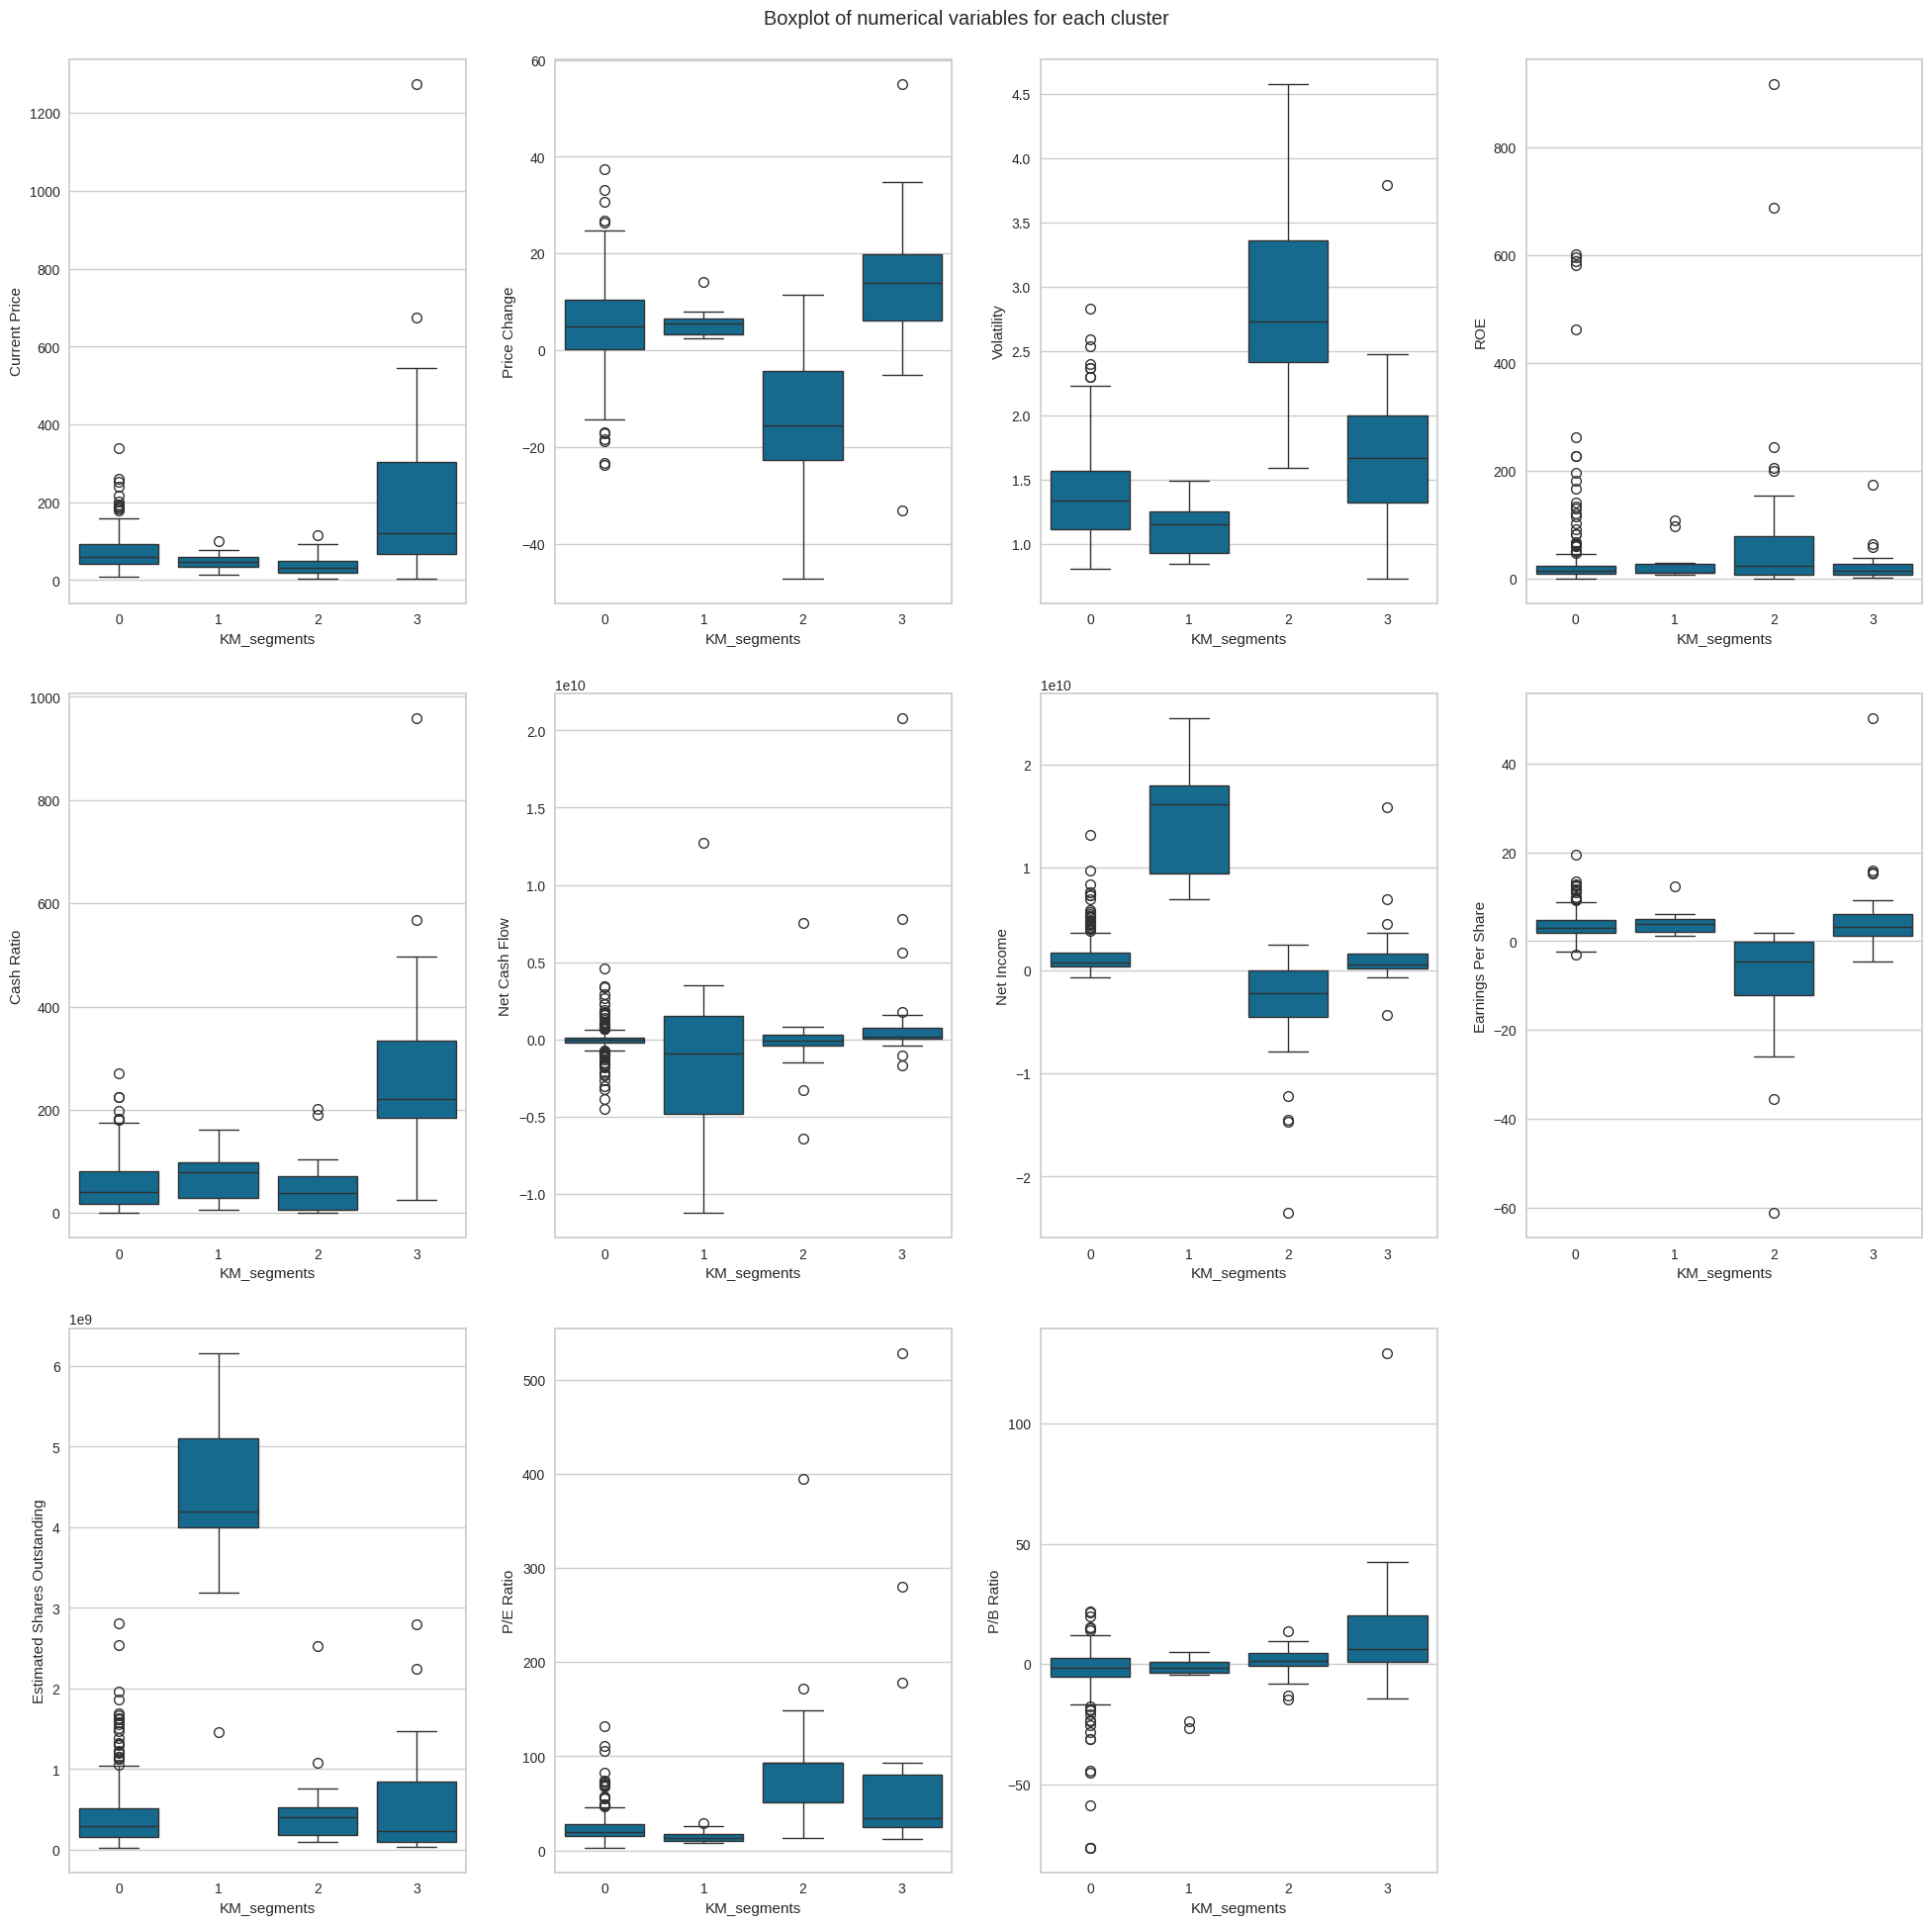 Boxplot of numerical variables for each cluster
Current Price
1200
1000
800
600
400
200
0
0 1 2 3
KM_segments
Price Change
60
40
20
0
−20
−40
0 1 2 3
KM_segments
Volatility
4.5
4.0
3.5
3.0
2.5
2.0
1.5
1.0
0 1 2 3
KM_segments
ROE
800
600
400
200
0
0 1 2 3
KM_segments
Cash Ratio
1000
800
600
400
200
0
0 1 2 3
KM_segments
1e10
Net Cash Flow
2.0
1.5
1.0
0.5
0.0
−0.5
−1.0
0 1 2 3
KM_segments
1e10
Net Income
2
1
0
−1
−2
0 1 2 3
KM_segments
Earnings Per Share
40
20
0
−20
−40
−60
0 1 2 3
KM_segments
1e9
Estimated Shares Outstanding
6
5
4
3
2
1
0
0 1 2 3
KM_segments
P/E Ratio
500
400
300
200
100
0
0 1 2 3
KM_segments
P/B Ratio
100
50
0
−50
0 1 2 3
KM_segments